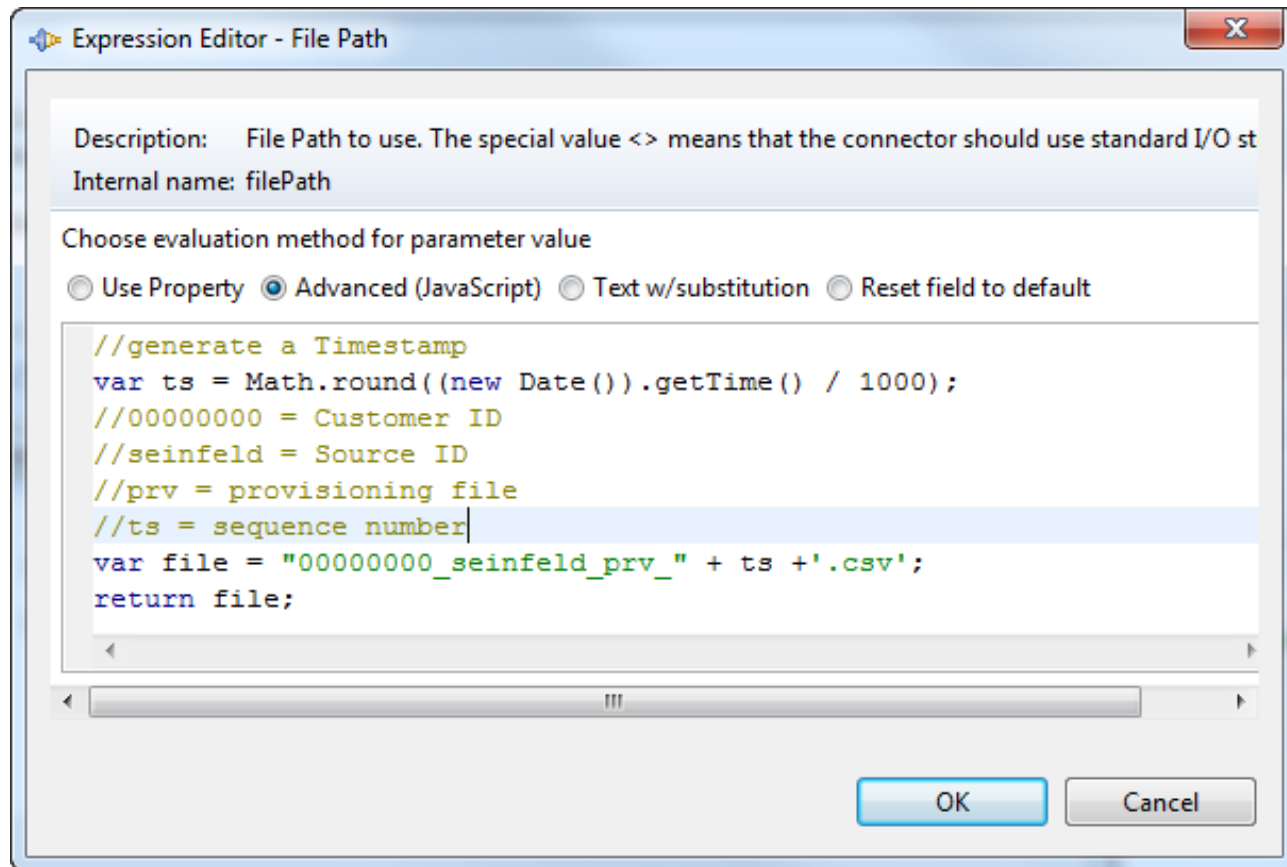 Expression Editor - File Path
Description: File Path to use. The special value <> means that the connector should use standard I/O st
Internal name: filePath
Choose evaluation method for parameter value
Use Property Advanced (JavaScript) Text w/substitution Reset field to default
//generate a Timestamp
var ts = Math.round((new Date()).getTime() / 1000);
//00000000 = Customer ID
//seinfeld = Source ID
//prv = provisioning file
//ts = sequence number
var file = "00000000_seinfeld_prv_" + ts +'.csv';
return file;
OK Cancel